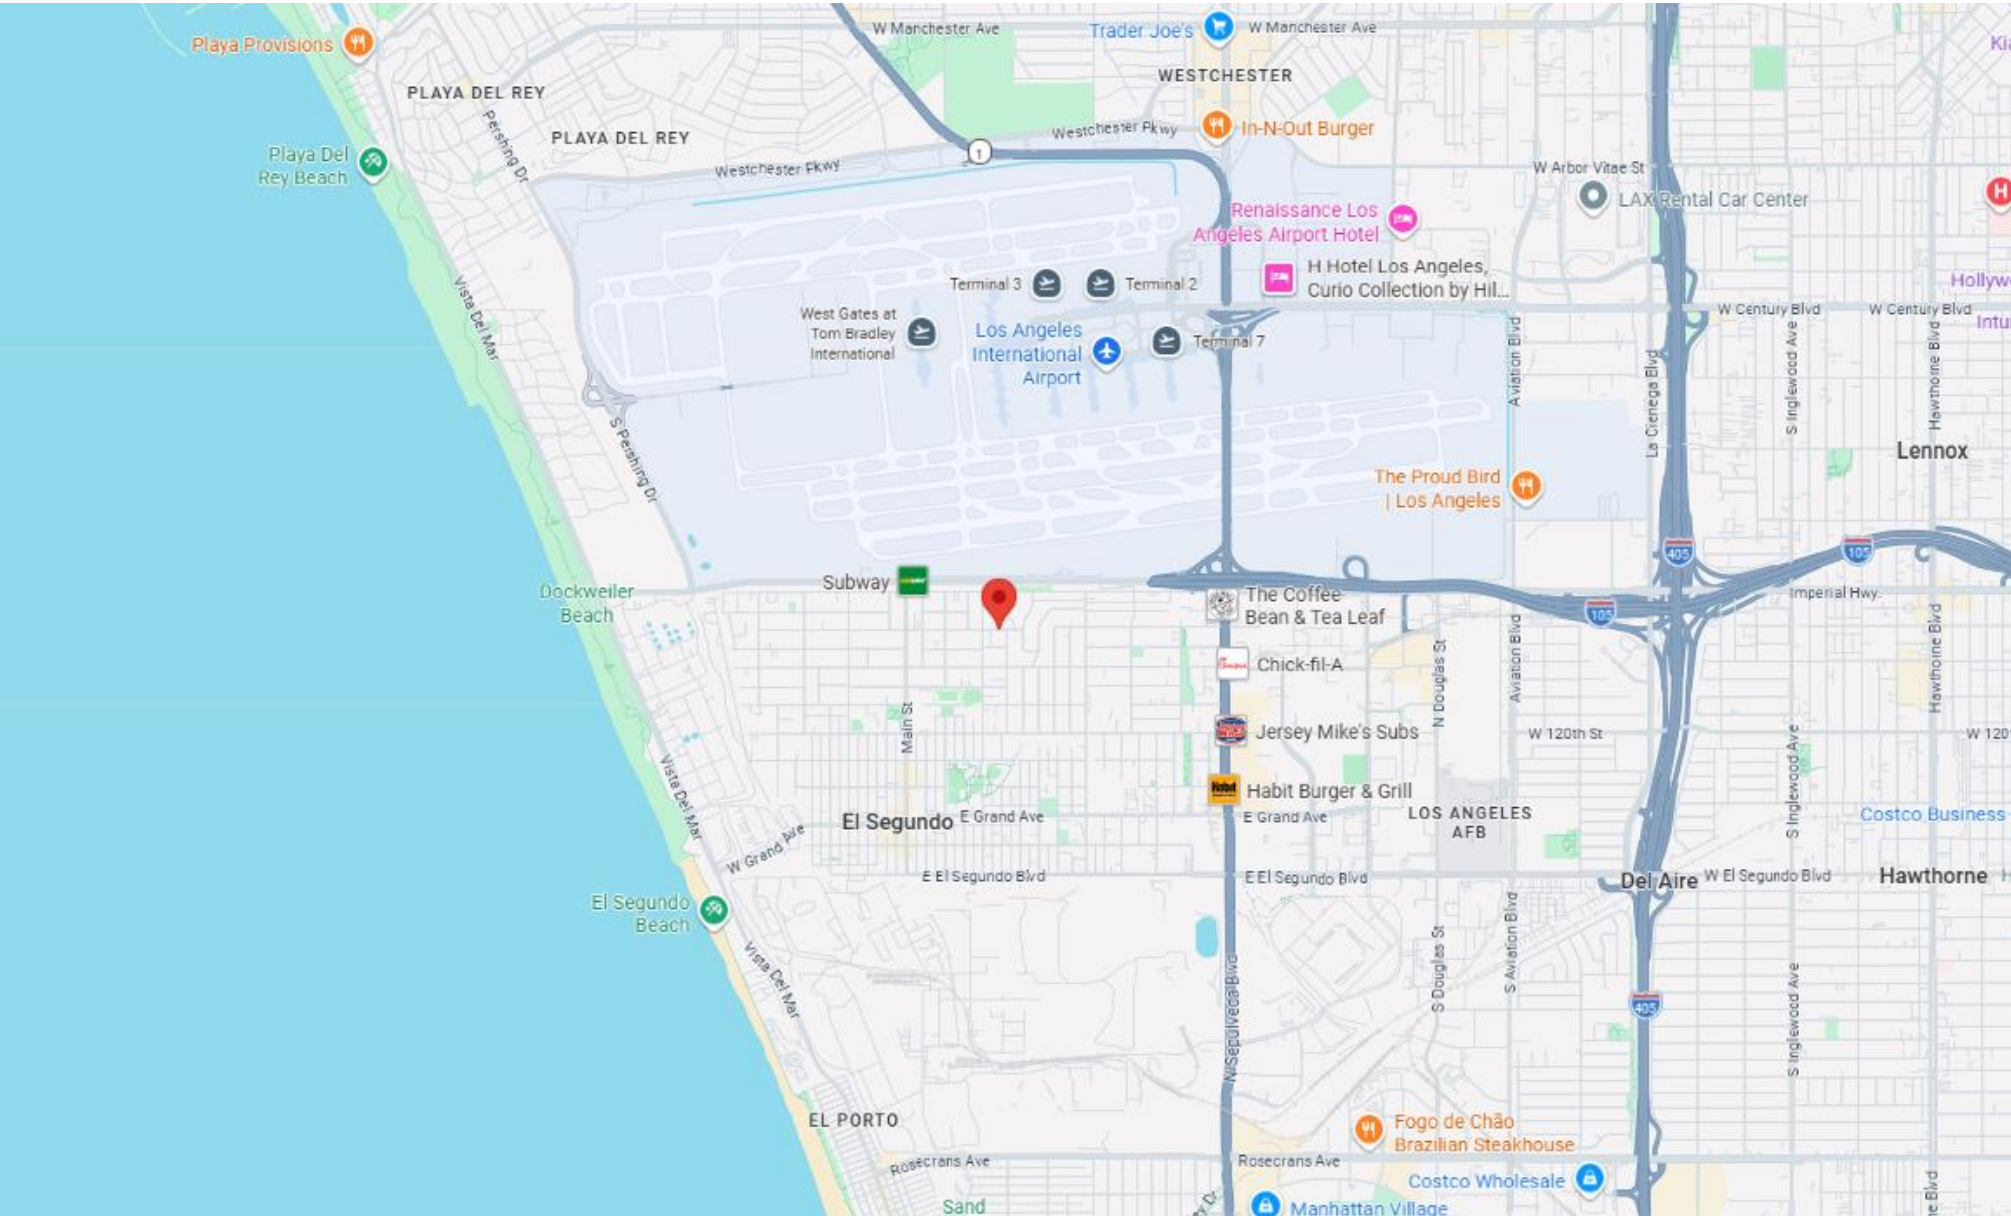 W Manchester Ave
Trader Joe's
W Manchester Ave
Playa Provisions
WESTCHESTER
PLAYA DEL REY
Pershing Dr
PLAYA DEL REY
Westchester Pkwy
In-N-Out Burger
1
Playa Del
Rey Beach
Westchester Pkwy
W Arbor Vitae St
LAX Rental Car Center
H
Renaissance Los
Angeles Airport Hotel
H Hotel Los Angeles,
Curio Collection by Hil...
Terminal 3
Terminal 2
Vista Del Mar
West Gates at
Tom Bradley
International
Los Angeles
International
Airport
Terminal 7
W Century Blvd
W Century Blvd
Aviation Blvd
La Cienega Blvd
S Inglewood Ave
Hawthorne Blvd
S Pershing Dr
Lennox
The Proud Bird
| Los Angeles
405
105
Dockweiler
Beach
Subway
The Coffee
Bean & Tea Leaf
105
Imperial Hwy
Chick-fil-A
N Douglas St
Aviation Blvd
Hawthorne Blvd
Main St
Jersey Mike's Subs
W 120th St
W 120
Vista Del Mar
Habit Burger & Grill
S Inglewood Ave
El Segundo
E Grand Ave
E Grand Ave
LOS ANGELES
AFB
Costco Business
W Grand Ave
E El Segundo Blvd
E El Segundo Blvd
Del Aire
W El Segundo Blvd
Hawthorne
El Segundo
Beach
Vista Del Mar
N Sepulveda Blvd
S Douglas St
S Aviation Blvd
405
S Inglewood Ave
EL PORTO
Fogo de Chão
Brazilian Steakhouse
Rosecrans Ave
Rosecrans Ave
Costco Wholesale
Sand
Manhattan Village